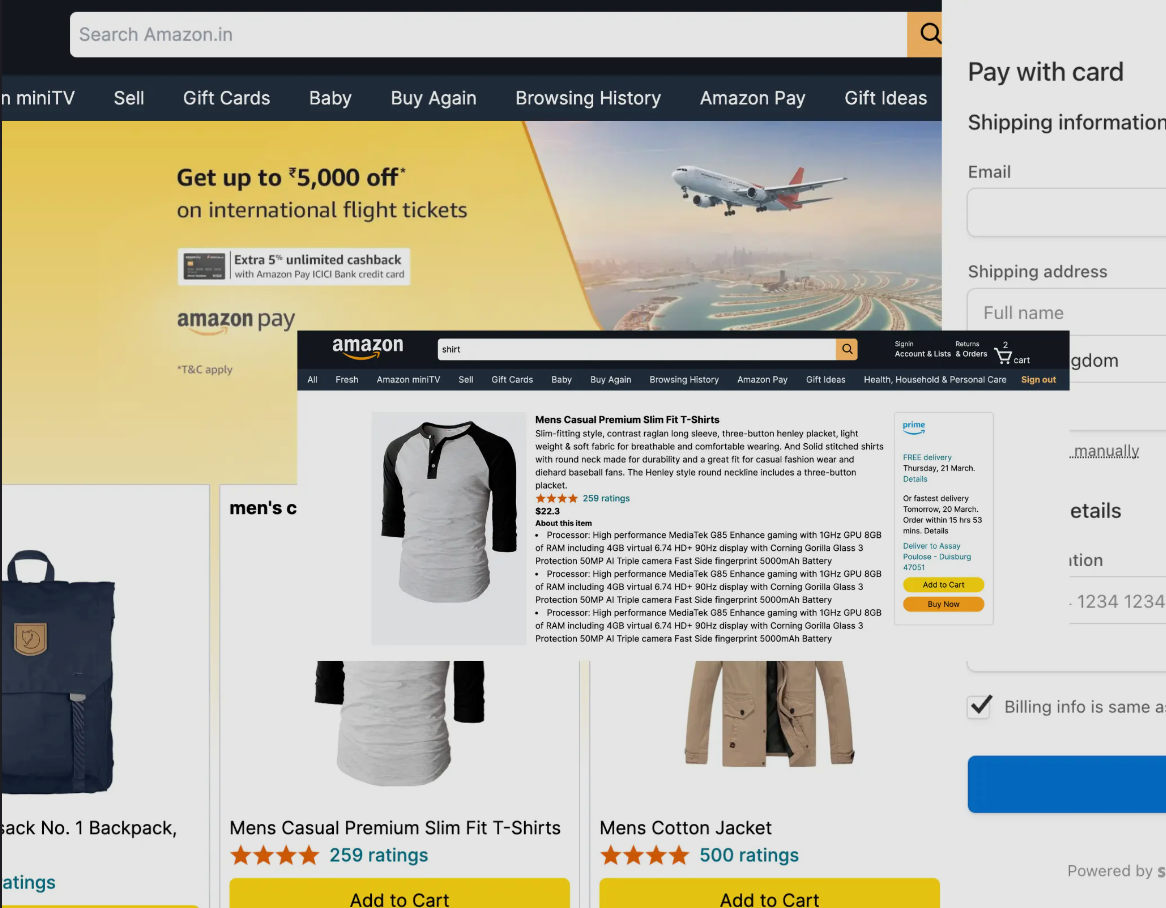 Search Amazon.in
n miniTV Sell Gift Cards Baby Buy Again Browsing History Amazon Pay Gift Ideas
Get up to ₹5,000 off*
on international flight tickets
Extra 5% unlimited cashback
with Amazon Pay ICICI Bank credit card
amazon pay
*T&C apply
amazon
shirt
Signin
Account & Lists
Returns
& Orders
2
cart
All Fresh Amazon miniTV Sell Gift Cards Baby Buy Again Browsing History Amazon Pay Gift Ideas Health, Household & Personal Care Sign out
Mens Casual Premium Slim Fit T-Shirts
Slim-fitting style, contrast raglan long sleeve, three-button henley placket, light
weight & soft fabric for breathable and comfortable wearing. And Solid stitched shirts
with round neck made for durability and a great fit for casual fashion wear and
diehard baseball fans. The Henley style round neckline includes a three-button
placket.
259 ratings
$22.3
About this item
• Processor: High performance MediaTek G85 Enhance gaming with 1GHz GPU 8GB
of RAM including 4GB virtual 6.74 HD+ 90Hz display with Corning Gorilla Glass 3
Protection 50MP AI Triple camera Fast Side fingerprint 5000mAh Battery
• Processor: High performance MediaTek G85 Enhance gaming with 1GHz GPU 8GB
of RAM including 4GB virtual 6.74 HD+ 90Hz display with Corning Gorilla Glass 3
Protection 50MP AI Triple camera Fast Side fingerprint 5000mAh Battery
• Processor: High performance MediaTek G85 Enhance gaming with 1GHz GPU 8GB
of RAM including 4GB virtual 6.74 HD+ 90Hz display with Corning Gorilla Glass 3
Protection 50MP AI Triple camera Fast Side fingerprint 5000mAh Battery
prime
FREE delivery
Thursday, 21 March.
Details
Or fastest delivery
Tomorrow, 20 March.
Order within 15 hrs 53
mins. Details
Deliver to Assay
Poulose - Duisburg
47051
Add to Cart
Buy Now
men's c
sack No. 1 Backpack,
atings
Mens Casual Premium Slim Fit T-Shirts
259 ratings
Add to Cart
Mens Cotton Jacket
500 ratings
Add to Cart
Pay with card
Shipping information
Email
Shipping address
Full name
gdom
manually
etails
tion
1234 1234
Billing info is same as
Powered by s